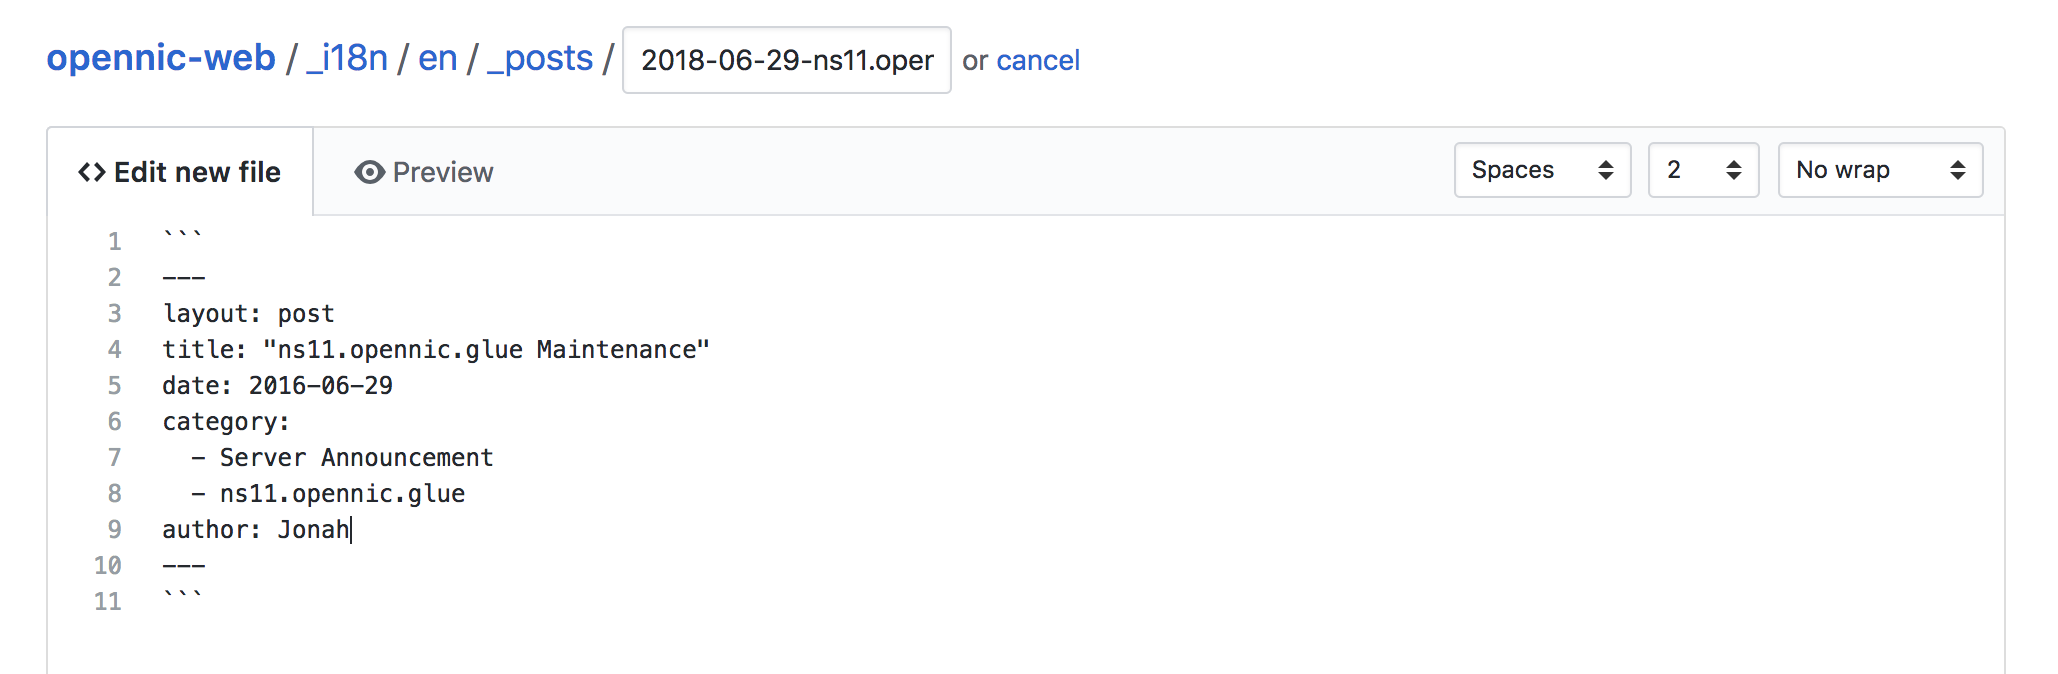 opennic-web / _i18n / en / _posts / 2018-06-29-ns11.oper or cancel
<> Edit new file Preview Spaces 2 No wrap
1 ```
2 ---
3 layout: post
4 title: "ns11.opennic.glue Maintenance"
5 date: 2016-06-29
6 category:
7   - Server Announcement
8   - ns11.opennic.glue
9 author: Jonah
10 ---
11 ```